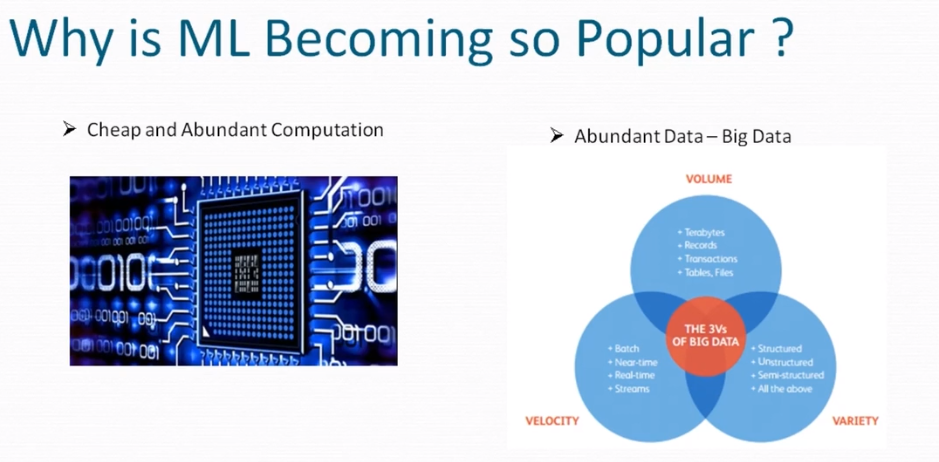 Why is ML Becoming so Popular ?
➢ Cheap and Abundant Computation
➢ Abundant Data – Big Data
VOLUME
+ Terabytes
+ Records
+ Transactions
+ Tables, Files
THE 3Vs
OF BIG DATA
+ Batch
+ Near-time
+ Real-time
+ Streams
+ Structured
+ Unstructured
+ Semi-structured
+ All the above
VELOCITY
VARIETY